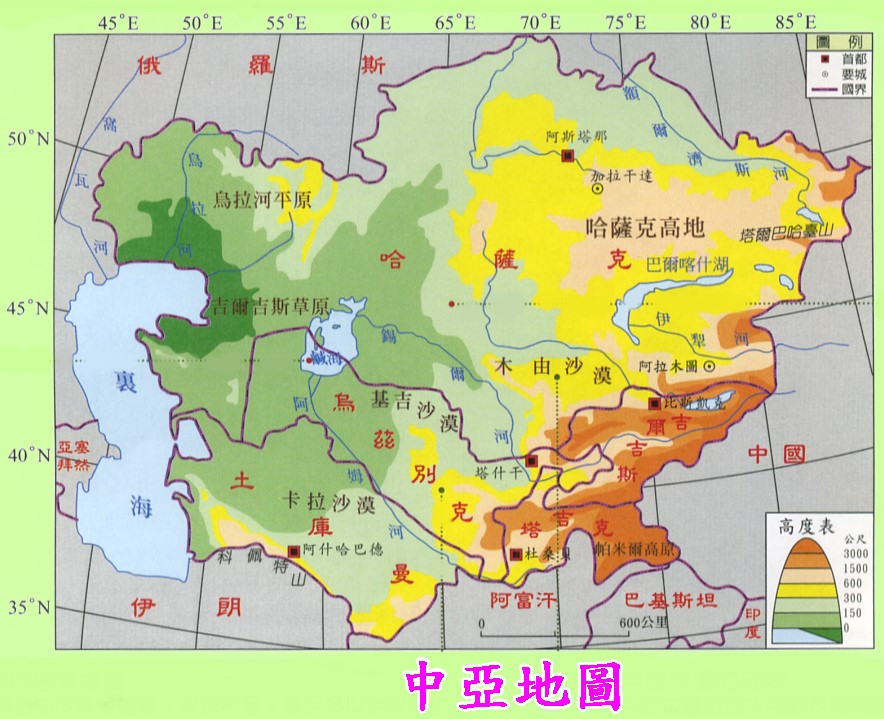 45°E
50°E
55°E
60°E
65°E
70°E
75°E
80°E
85°E
50°N
45°N
40°N
35°N
圖 例
首都
要城
國界
俄羅斯
窩瓦河
烏拉河
烏拉河平原
額爾濟斯河
阿斯塔那
加拉干達
哈薩克高地
塔爾巴哈臺山
哈薩克
巴爾喀什湖
吉爾吉斯草原
伊犁河
鹹海
錫爾河
木由沙漠
阿拉木圖
裏海
阿姆河
烏茲別克
基吉沙漠
比斯凱克
吉爾吉斯
中國
亞塞拜然
塔什干
土庫曼
卡拉沙漠
塔吉克
阿什哈巴德
科佩特山
杜桑貝
帕米爾高原
伊朗
阿富汗
巴基斯坦
印度
0
600公里
高度表
公尺
3000
1500
600
300
150
0
中亞地圖